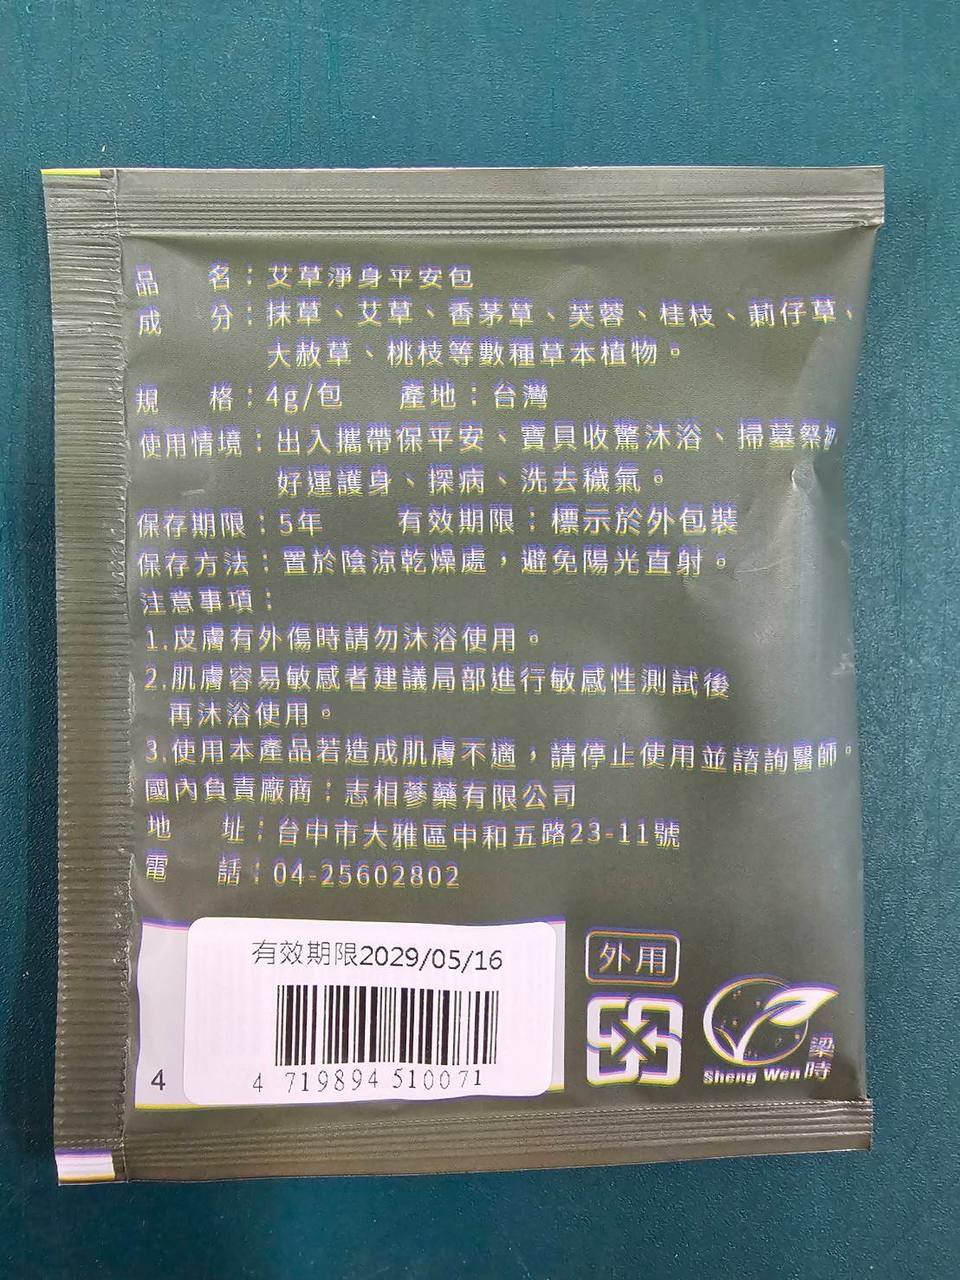 品 名：艾草淨身平安包
成 分：抹草、艾草、香茅草、芙蓉、桂枝、莿仔草、
大赦草、桃枝等數種草本植物。
規 格：4g/包 產地：台灣
使用情境：出入攜帶保平安、寶貝收驚沐浴、掃墓祭
好運護身、探病、洗去穢氣。
保存期限：5年 有效期限：標示於外包裝
保存方法：置於陰涼乾燥處，避免陽光直射。
注意事項：
1.皮膚有外傷時請勿沐浴使用。
2.肌膚容易敏感者建議局部進行敏感性測試後
再沐浴使用。
3.使用本產品若造成肌膚不適，請停止使用並諮詢醫師。
國內負責廠商：志相蔘藥有限公司
地 址：台中市大雅區中和五路23-11號
電 話：04-25602802
有效期限2029/05/16
4 719894 510071
4
外用
Sheng Wen
梁時